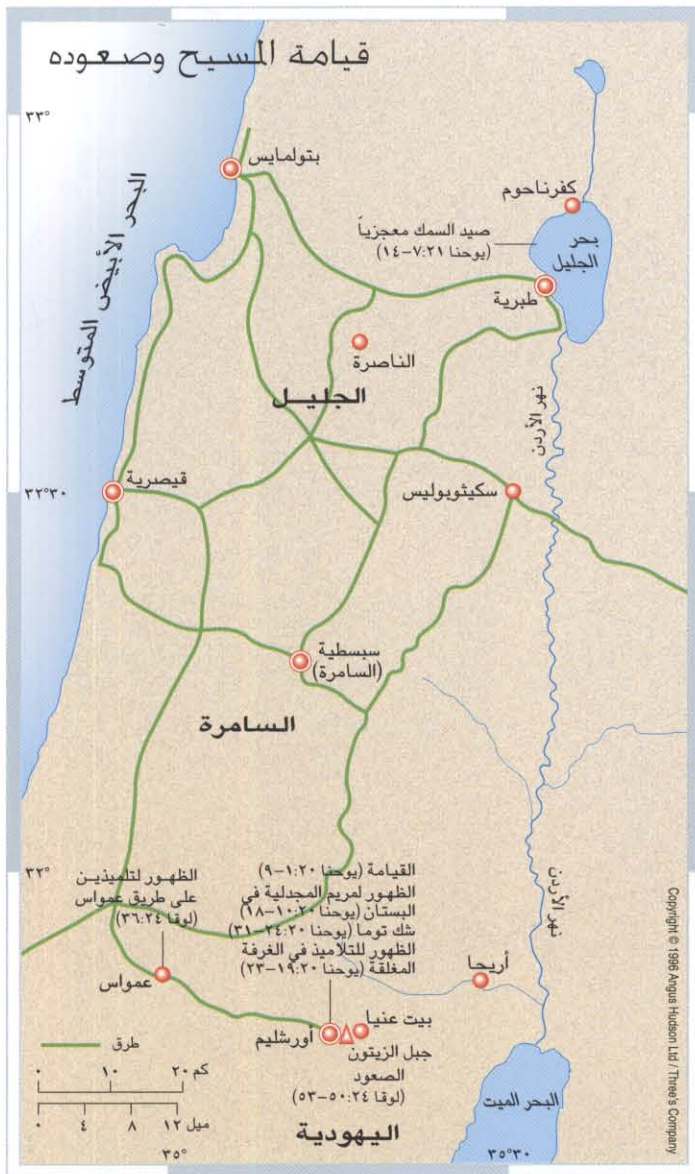 قيامة المسيح وصعوده
٣٣°
بتولمايس
كفرناحوم
البحر الأبيض المتوسط
صيد السمك معجزياً
(يوحنا ٧:٢١–١٤)
بحر
الجليل
طبرية
الناصرة
الجليل
نهر الأردن
٣٢°٣٠
قيصرية
سكيثوبوليس
سبسطية
(السامرة)
السامرة
٣٢°
الظهور لتلميذين
على طريق عمواس
(لوقا ٣٦:٢٤)
القيامة (يوحنا ١:٢٠–٩)
الظهور لمريم المجدلية في
البستان (يوحنا ١٠:٢٠–١٨)
شك توما (يوحنا ٢٤:٢٠–٣١)
الظهور للتلاميذ في الغرفة
المغلقة (يوحنا ١٩:٢٠–٢٣)
نهر الأردن
عمواس
أريحا
بيت عنيا
أورشليم
جبل الزيتون
الصعود
(لوقا ٥٠:٢٤–٥٣)
البحر الميت
اليهودية
طرق
٠ ١٠ ٢٠ كم
٠ ٤ ٨ ١٢ ميل
٣٥°
٣٥°٣٠
Copyright © 1996 Angus Hudson Ltd / Three's Company